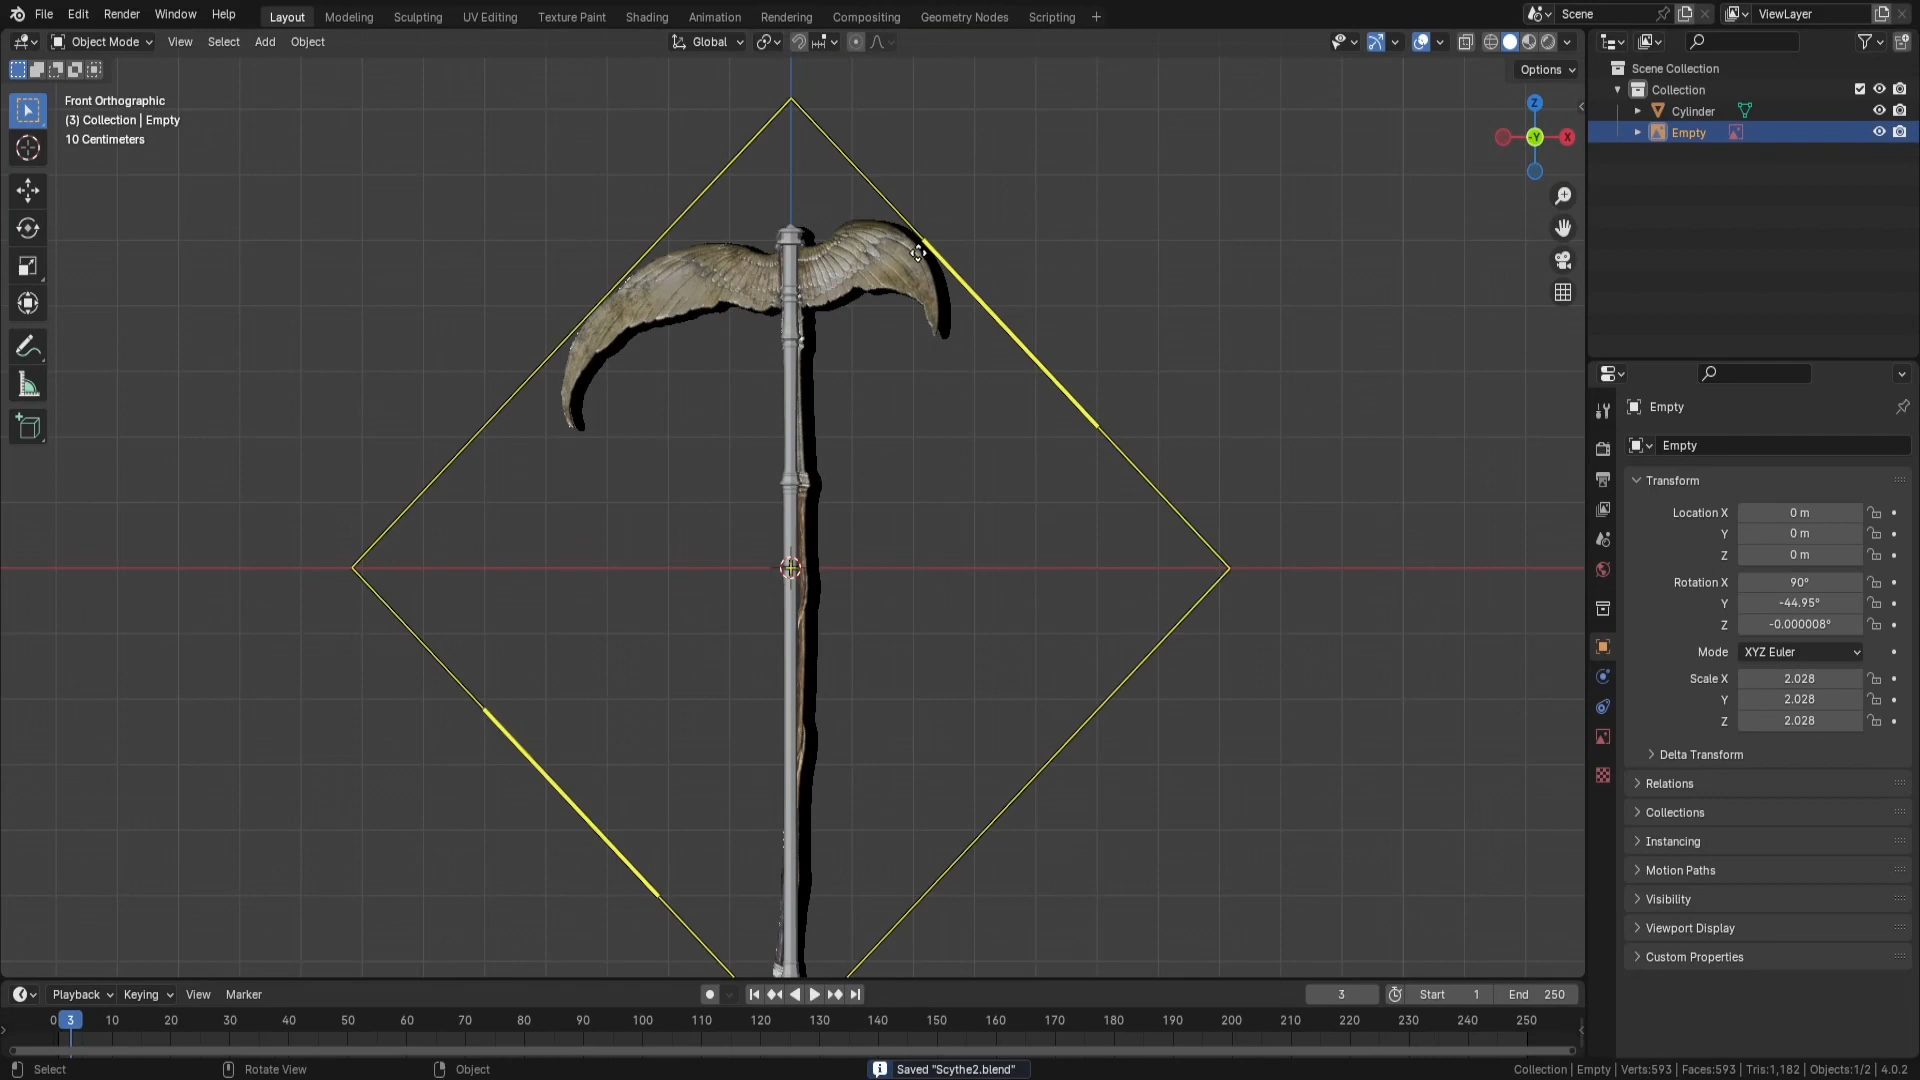 File Edit Render Window Help Layout Modeling Sculpting UV Editing Texture Paint Shading Animation Rendering Compositing Geometry Nodes Scripting + Scene ViewLayer
Object Mode View Select Add Object Global
Options
Front Orthographic
(3) Collection | Empty
10 Centimeters
Z
-Y
X
Scene Collection
Collection
Cylinder
Empty
Empty
Empty
Transform
Location X 0 m
Y 0 m
Z 0 m
Rotation X 90°
Y -44.95°
Z -0.000008°
Mode XYZ Euler
Scale X 2.028
Y 2.028
Z 2.028
Delta Transform
Relations
Collections
Instancing
Motion Paths
Visibility
Viewport Display
Custom Properties
Playback Keying View Marker 3 Start 1 End 250
0 3 10 20 30 40 50 60 70 80 90 100 110 120 130 140 150 160 170 180 190 200 210 220 230 240 250
Select Rotate View Object Saved "Scythe2.blend" Collection | Empty | Verts:593 | Faces:593 | Tris:1,182 | Objects:1/2 | 4.0.2